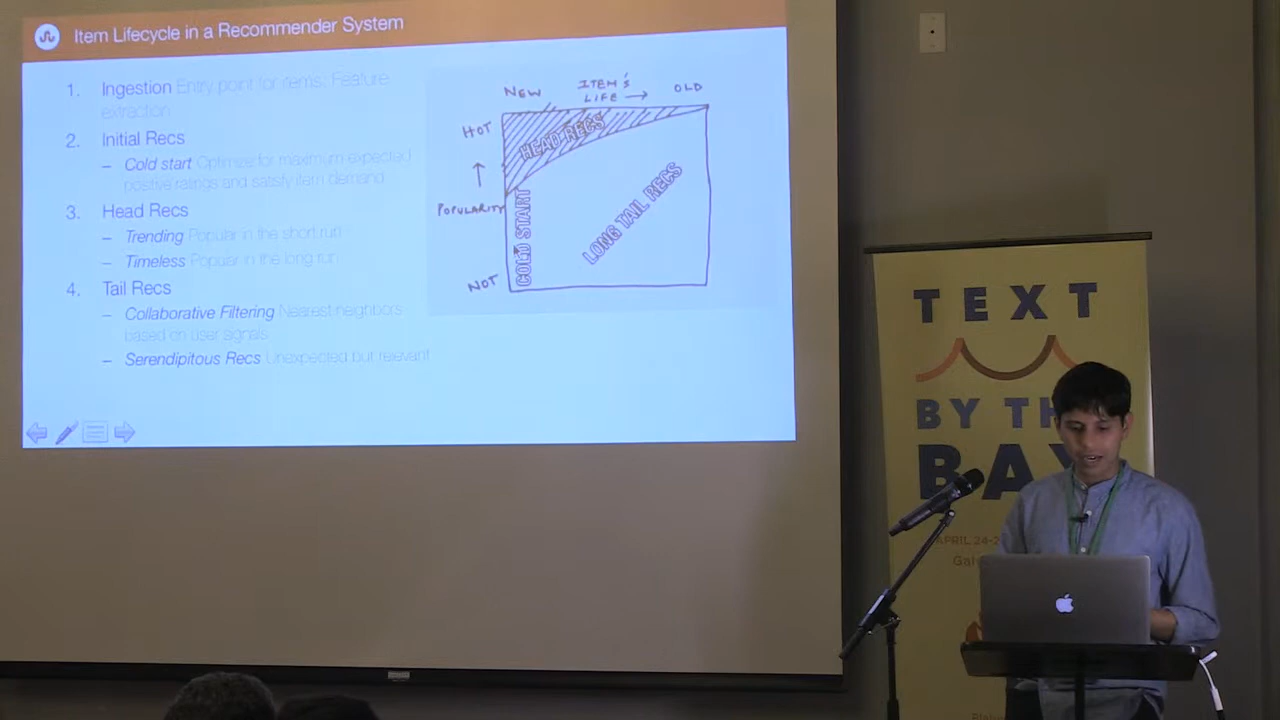 Item Lifecycle in a Recommender System
1. Ingestion Entry point for items; Feature
extraction
2. Initial Recs
– Cold start Optimize for maximum expected
positive ratings and satisfy item demand
3. Head Recs
– Trending Popular in the short run
– Timeless Popular in the long run
4. Tail Recs
– Collaborative Filtering Nearest neighbors
based on user signals
– Serendipitous Recs Unexpected but relevant
NEW
ITEM'S
LIFE →
OLD
HOT
HEAD RECS
POPULARITY
COLD START
LONG TAIL RECS
NOT
TEXT
BY TH
BAY
APRIL 24-2